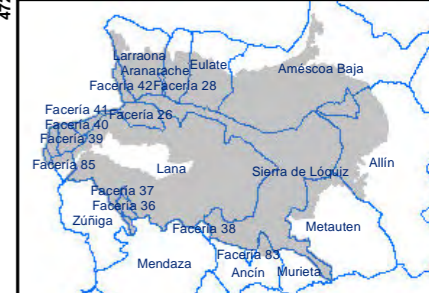 Larraona
Aranarache
Eulate
Améscoa Baja
Facería 42
Facería 28
Facería 41
Facería 26
Facería 40
Facería 39
Facería 85
Lana
Sierra de Lóquiz
Allín
Facería 37
Facería 36
Zúñiga
Facería 38
Metauten
Facería 83
Mendaza
Ancín
Murieta